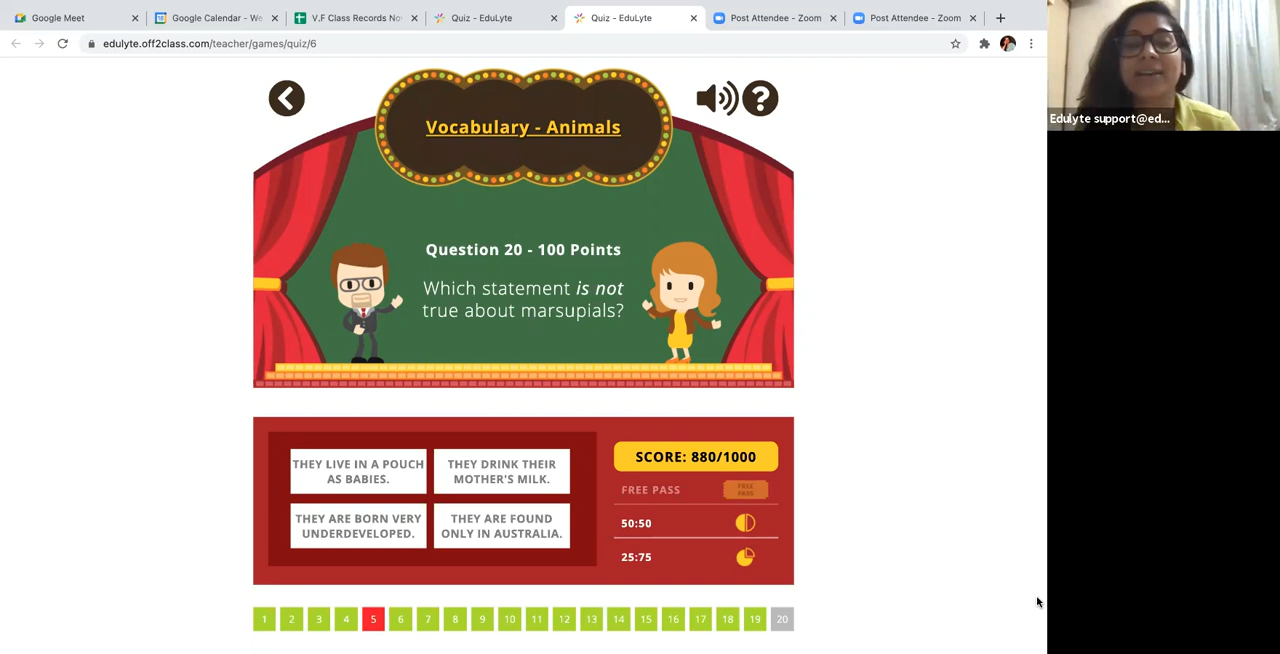 Google Meet
Google Calendar - We
V.F Class Records No
Quiz - EduLyte
Quiz - EduLyte
Post Attendee - Zoom
Post Attendee - Zoom
edulyte.off2class.com/teacher/games/quiz/6
Edulyte support@ed...
Vocabulary - Animals
?
Question 20 - 100 Points
Which statement is not
true about marsupials?
THEY LIVE IN A POUCH
AS BABIES.
THEY DRINK THEIR
MOTHER'S MILK.
THEY ARE BORN VERY
UNDERDEVELOPED.
THEY ARE FOUND
ONLY IN AUSTRALIA.
SCORE: 880/1000
FREE PASS
FREE
PASS
50:50
25:75
1 2 3 4 5 6 7 8 9 10 11 12 13 14 15 16 17 18 19 20